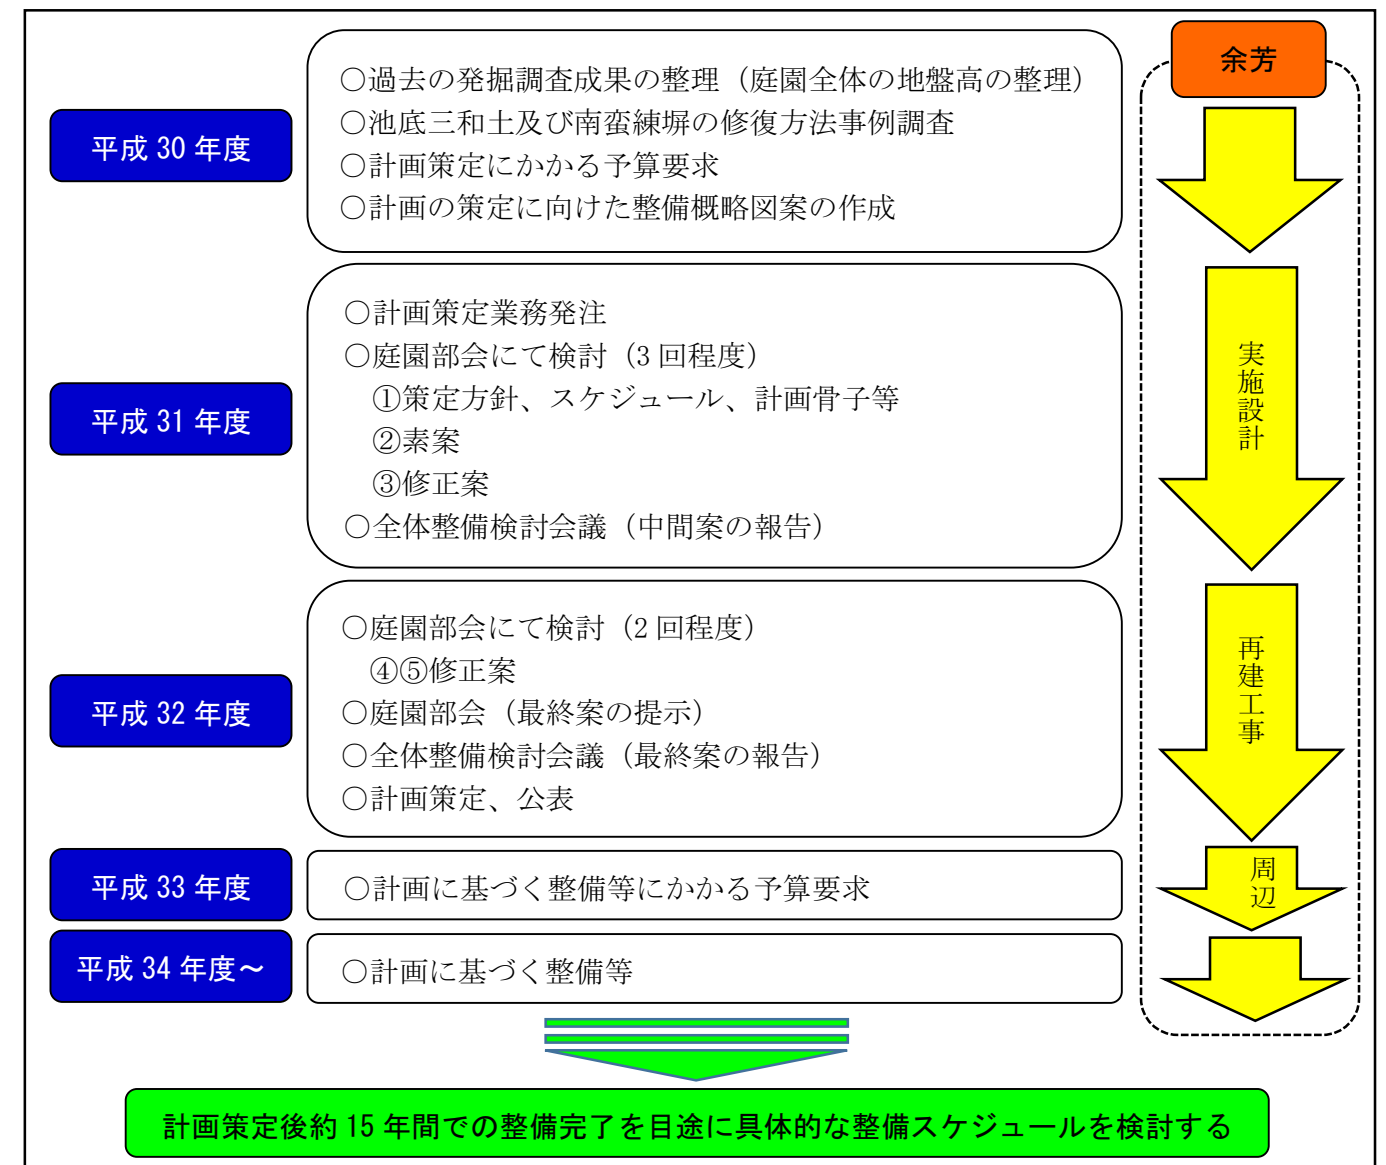 余芳
平成 30 年度
○過去の発掘調査成果の整理（庭園全体の地盤高の整理）
○池底三和土及び南蛮練塀の修復方法事例調査
○計画策定にかかる予算要求
○計画の策定に向けた整備概略図案の作成
平成 31 年度
○計画策定業務発注
○庭園部会にて検討（3 回程度）
①策定方針、スケジュール、計画骨子等
②素案
③修正案
○全体整備検討会議（中間案の報告）
実施設計
平成 32 年度
○庭園部会にて検討（2 回程度）
④⑤修正案
○庭園部会（最終案の提示）
○全体整備検討会議（最終案の報告）
○計画策定、公表
再建工事
平成 33 年度
○計画に基づく整備等にかかる予算要求
周辺
平成 34 年度～
○計画に基づく整備等
計画策定後約 15 年間での整備完了を目途に具体的な整備スケジュールを検討する